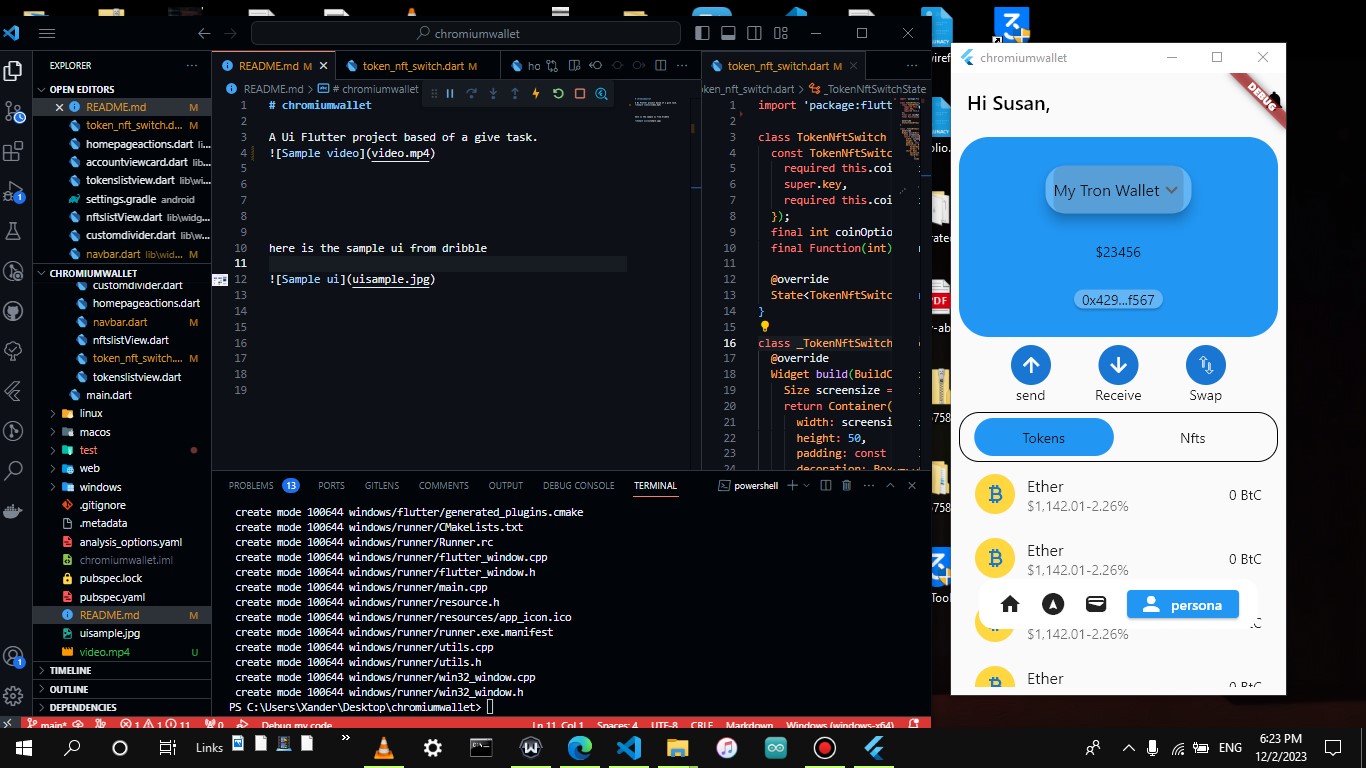 chromiumwallet
EXPLORER
OPEN EDITORS
README.md M
token_nft_switch.d... M
homepageactions.dart li...
accountviewcard.dart lib...
tokenslistview.dart lib\wi...
settings.gradle android
nftslistView.dart lib\widg...
customdivider.dart lib\w...
navbar.dart lib\wid... M
CHROMIUMWALLET
customdivider.dart
homepageactions.dart
navbar.dart M
nftslistView.dart
token_nft_switch.... M
tokenslistview.dart
main.dart
linux
macos
test
web
windows
.gitignore
.metadata
analysis_options.yaml
chromiumwallet.iml
pubspec.lock
pubspec.yaml
README.md M
uisample.jpg
video.mp4 U
TIMELINE
OUTLINE
DEPENDENCIES
README.md M
token_nft_switch.dart M
ho
README.md > # chromiumwallet
1 # chromiumwallet
2
3 A Ui Flutter project based of a give task.
4 ![Sample video](video.mp4)
5
6
7
8
9
10 here is the sample ui from dribble
11
12 ![Sample ui](uisample.jpg)
13
14
15
16
17
18
19
token_nft_switch.dart M
ken_nft_switch.dart > _TokenNftSwitchState
1 import 'package:flutt
2
3 class TokenNftSwitch
4 const TokenNftSwitc
5 required this.coi
6 super.key,
7 required this.coi
8 });
9 final int coinOptio
10 final Function(int)
11
12 @override
13 State<TokenNftSwitc
14 }
15
16 class _TokenNftSwitch
17 @override
18 Widget build(BuildC
19 Size screensize =
20 return Container(
21 width: screensi
22 height: 50,
23 padding: const
24 decoration: Box
PROBLEMS 13 PORTS GITLENS COMMENTS OUTPUT DEBUG CONSOLE TERMINAL powershell
create mode 100644 windows/flutter/generated_plugins.cmake
create mode 100644 windows/runner/CMakeLists.txt
create mode 100644 windows/runner/Runner.rc
create mode 100644 windows/runner/flutter_window.cpp
create mode 100644 windows/runner/flutter_window.h
create mode 100644 windows/runner/main.cpp
create mode 100644 windows/runner/resource.h
create mode 100644 windows/runner/resources/app_icon.ico
create mode 100644 windows/runner/runner.exe.manifest
create mode 100644 windows/runner/utils.cpp
create mode 100644 windows/runner/utils.h
create mode 100644 windows/runner/win32_window.cpp
create mode 100644 windows/runner/win32_window.h
PS C:\Users\Xander\Desktop\chromiumwallet>
main* 1 1 11 0 Debug my code Ln 11, Col 1 Spaces: 4 UTF-8 CRLF Markdown Windows (windows-x64)
chromiumwallet
DEBUG
Hi Susan,
My Tron Wallet
$23456
0x429...f567
send Receive Swap
Tokens Nfts
Ether
$1,142.01-2.26%
0 BtC
Ether
$1,142.01-2.26%
0 BtC
$1,142.01-2.26%
persona
Ether
0 BtC
PDF
Links
ENG
6:23 PM
12/2/2023